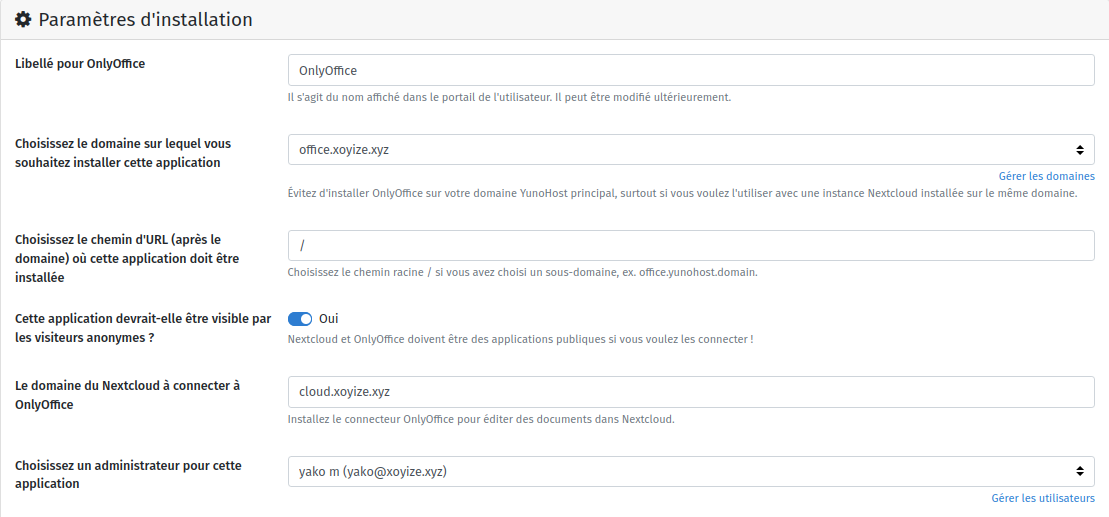 Paramètres d'installation
Libellé pour OnlyOffice
OnlyOffice
Il s'agit du nom affiché dans le portail de l'utilisateur. Il peut être modifié ultérieurement.
Choisissez le domaine sur lequel vous
souhaitez installer cette application
office.xoyize.xyz
Gérer les domaines
Évitez d'installer OnlyOffice sur votre domaine YunoHost principal, surtout si vous voulez l'utiliser avec une instance Nextcloud installée sur le même domaine.
Choisissez le chemin d'URL (après le
domaine) où cette application doit être
installée
/
Choisissez le chemin racine / si vous avez choisi un sous-domaine, ex. office.yunohost.domain.
Cette application devrait-elle être visible par
les visiteurs anonymes ?
Oui
Nextcloud et OnlyOffice doivent être des applications publiques si vous voulez les connecter !
Le domaine du Nextcloud à connecter à
OnlyOffice
cloud.xoyize.xyz
Installez le connecteur OnlyOffice pour éditer des documents dans Nextcloud.
Choisissez un administrateur pour cette
application
yako m (yako@xoyize.xyz)
Gérer les utilisateurs